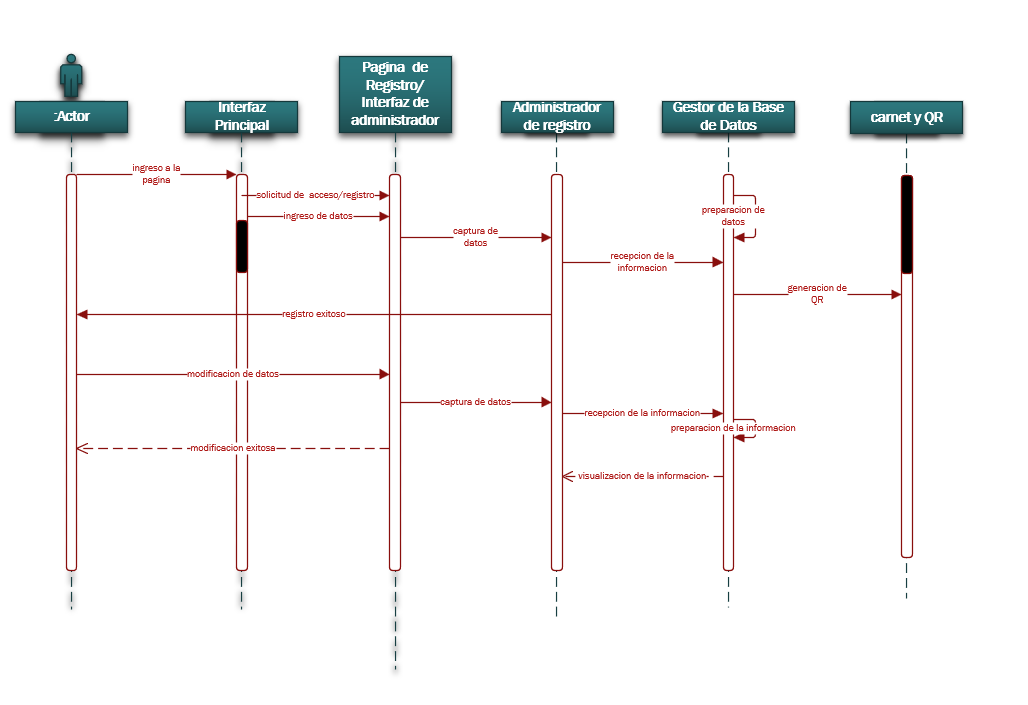 :Actor
Interfaz
Principal
Pagina de
Registro/
Interfaz de
administrador
Administrador
de registro
Gestor de la Base
de Datos
carnet y QR
ingreso a la
pagina
solicitud de acceso/registro
ingreso de datos
preparacion de
datos
captura de
datos
recepcion de la
informacion
generacion de
QR
registro exitoso
modificacion de datos
captura de datos
recepcion de la informacion
preparacion de la informacion
modificacion exitosa
visualizacion de la informacion